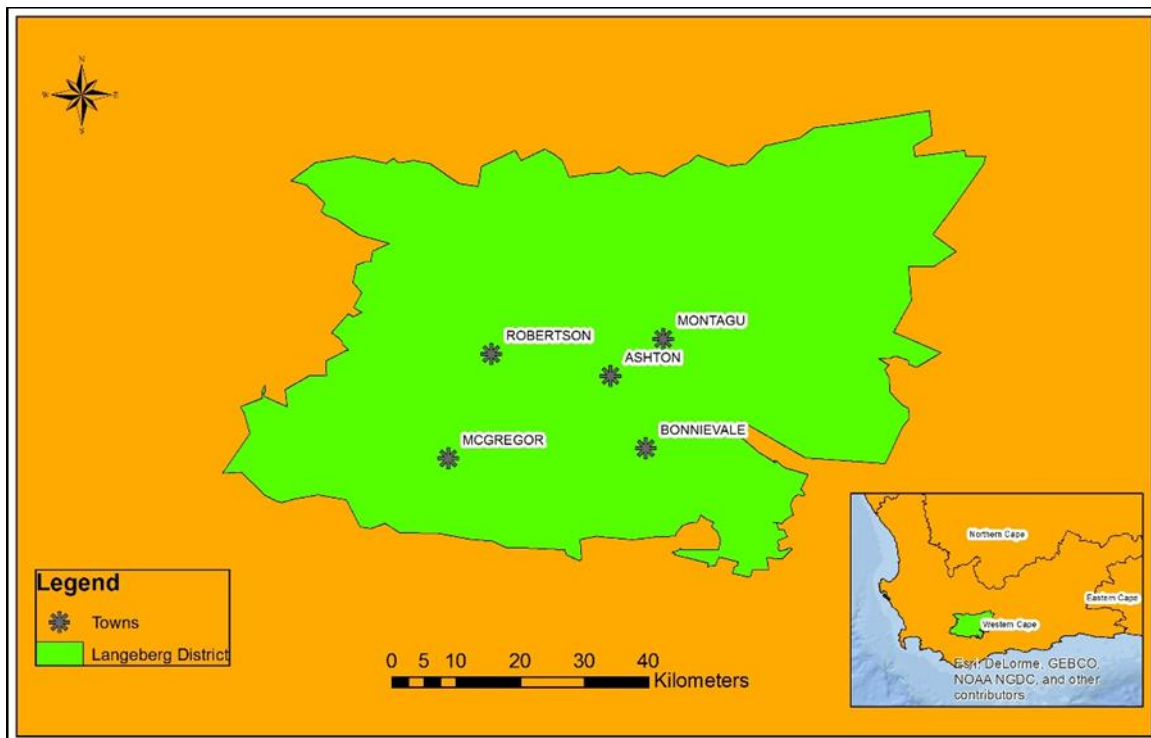 N
W E
S
MONTAGU
ROBERTSON
ASHTON
BONNIEVALE
MCGREGOR
Legend
Towns
Langeberg District
0 5 10 20 30 40
Kilometers
Northern Cape
Eastern Cape
Western Cape
Esri, DeLorme, GEBCO,
NOAA NGDC, and other
contributors